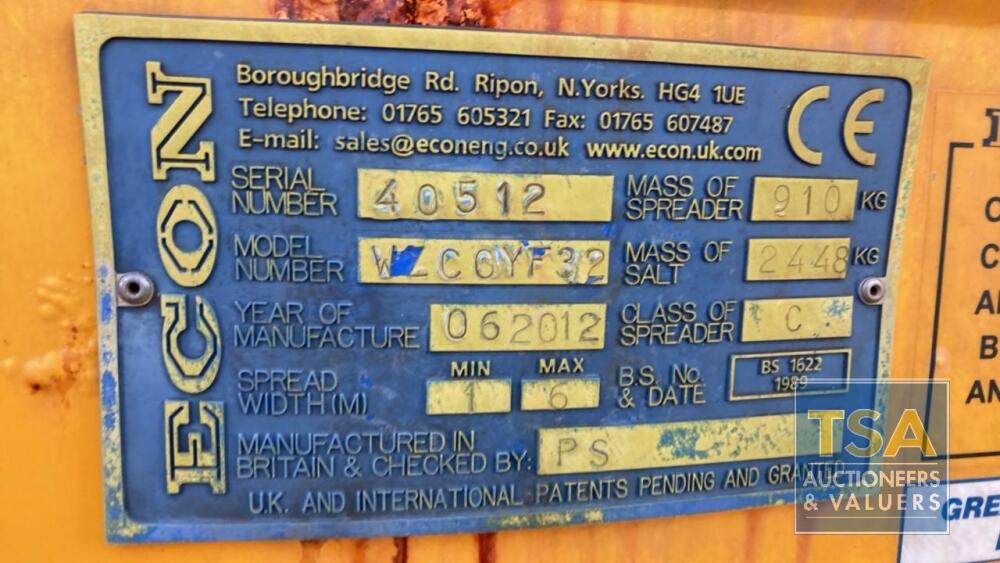 ECON
Boroughbridge Rd. Ripon, N.Yorks. HG4 1UE
Telephone: 01765 605321 Fax: 01765 607487
E-mail: sales@econeng.co.uk www.econ.uk.com
CE
SERIAL NUMBER 40512 MASS OF SPREADER 910 KG
MODEL NUMBER WZC6YF32 MASS OF SALT 2448 KG
YEAR OF MANUFACTURE 062012 CLASS OF SPREADER C
MIN MAX
SPREAD WIDTH (M) 1 6 B.S. No. & DATE BS 1622 1989
MANUFACTURED IN BRITAIN & CHECKED BY: PS
U.K. AND INTERNATIONAL PATENTS PENDING AND GRANTED
TSA
AUCTIONEERS
& VALUERS
GRE